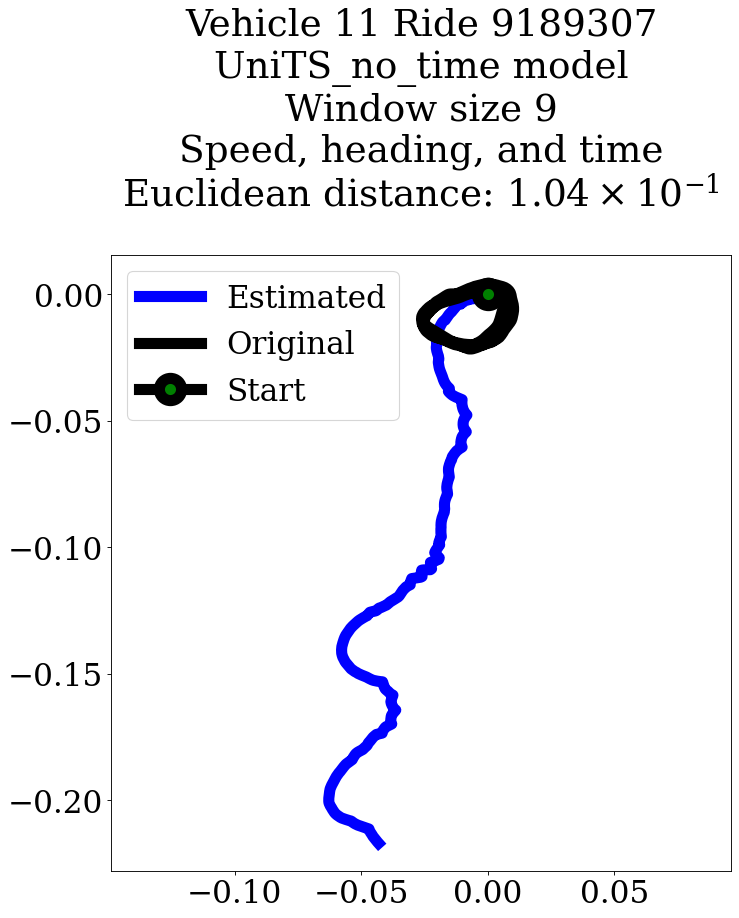 Vehicle 11 Ride 9189307
UniTS_no_time model
Window size 9
Speed, heading, and time
Euclidean distance: 1.04 × 10⁻¹
Estimated
Original
Start
0.00
−0.05
−0.10
−0.15
−0.20
−0.10 −0.05 0.00 0.05